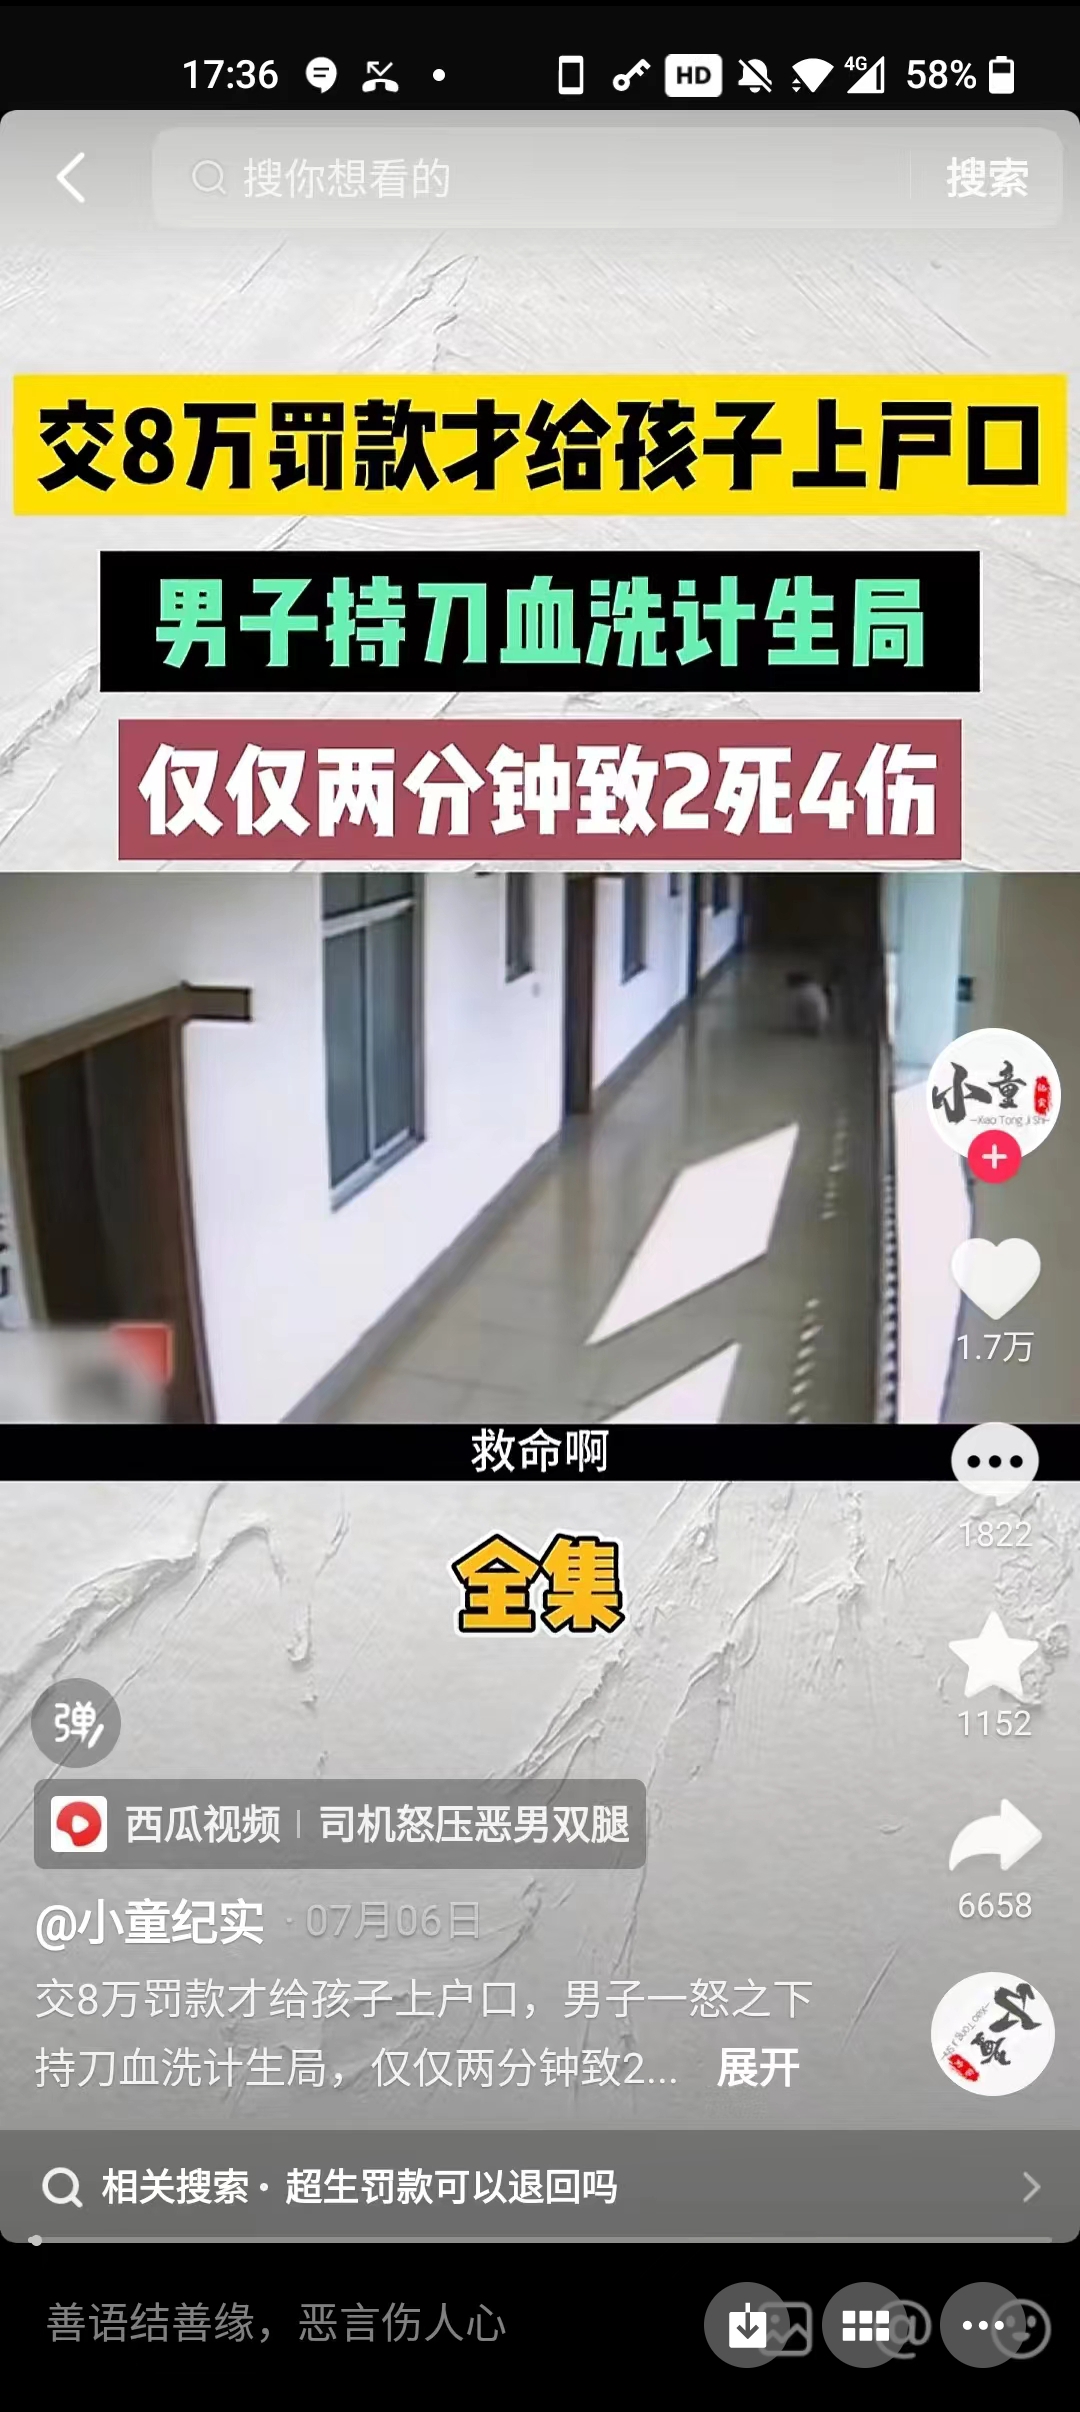 17:36
HD
4G
58%
搜你想看的
搜索
交8万罚款才给孩子上户口
男子持刀血洗计生局
仅仅两分钟致2死4伤
小童
纪实
Xiao Tong Ji Shi
1.7万
救命啊
1822
全集
1152
弹
西瓜视频 | 司机怒压恶男双腿
6658
@小童纪实 · 07月06日
交8万罚款才给孩子上户口，男子一怒之下
持刀血洗计生局，仅仅两分钟致2... 展开
相关搜索 · 超生罚款可以退回吗
善语结善缘，恶言伤人心